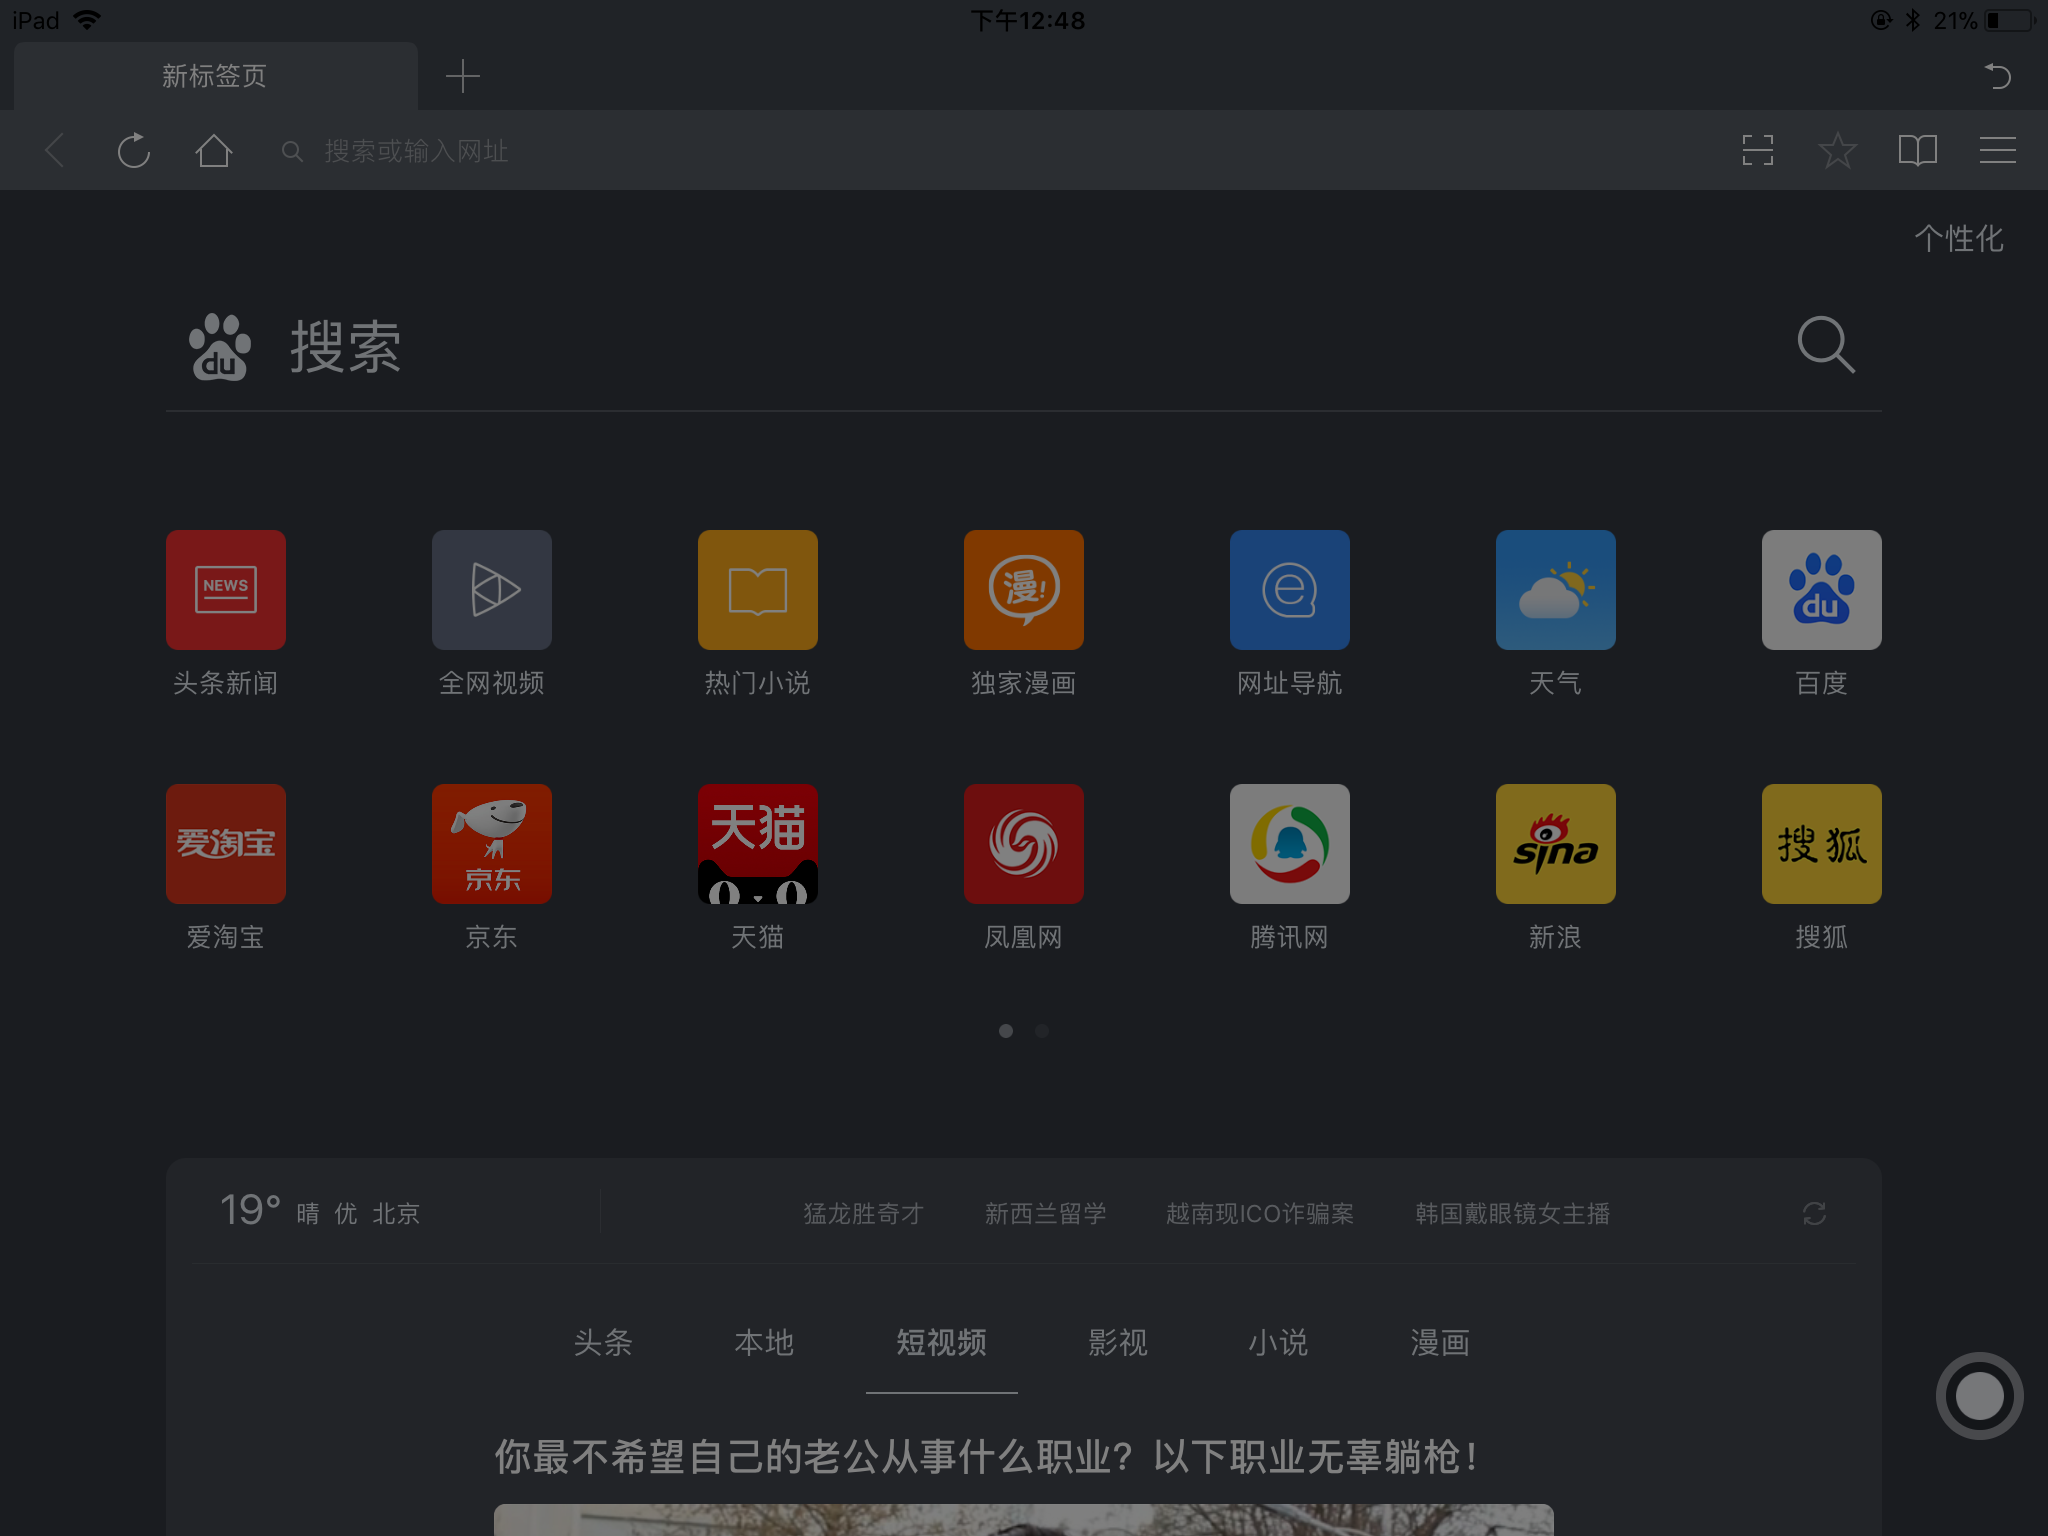 iPad 下午12:48 21%
新标签页
搜索或输入网址
个性化
du 搜索
NEWS 漫! e du
头条新闻 全网视频 热门小说 独家漫画 网址导航 天气 百度
爱淘宝 京东 天猫 sina 搜狐
爱淘宝 京东 天猫 凤凰网 腾讯网 新浪 搜狐
19° 晴 优 北京 猛龙胜奇才 新西兰留学 越南现ICO诈骗案 韩国戴眼镜女主播
头条 本地 短视频 影视 小说 漫画
你最不希望自己的老公从事什么职业？以下职业无辜躺枪！